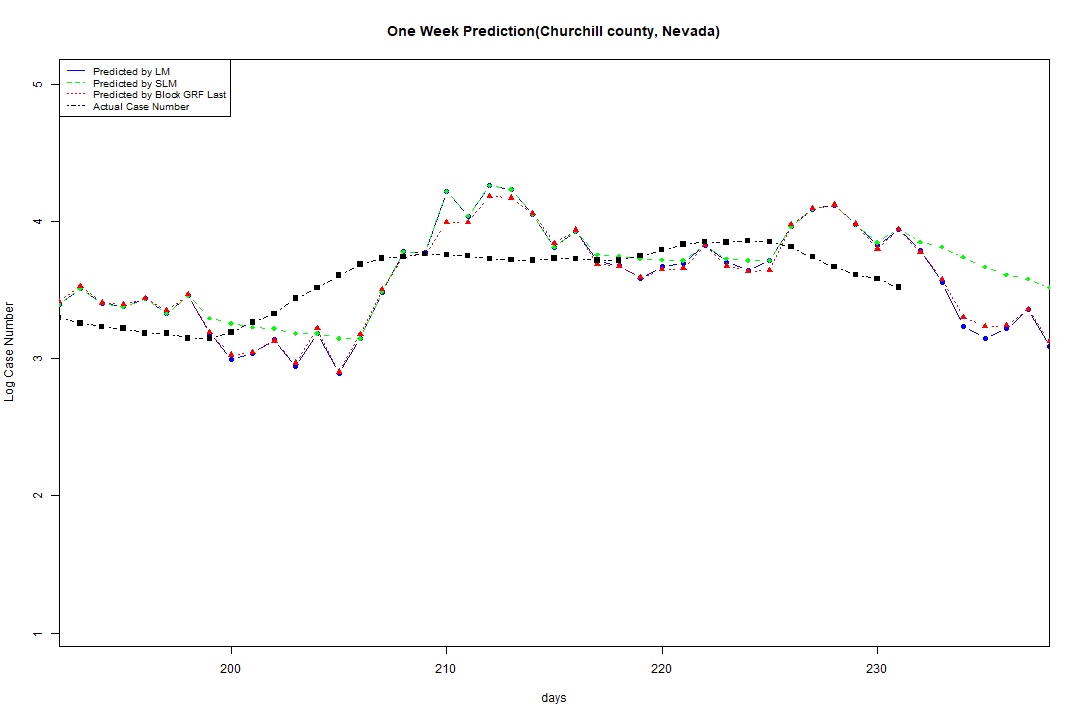 One Week Prediction(Churchill county, Nevada)
Predicted by LM
Predicted by SLM
Predicted by Block GRF Last
Actual Case Number
5
4
3
2
1
Log Case Number
200 210 220 230
days